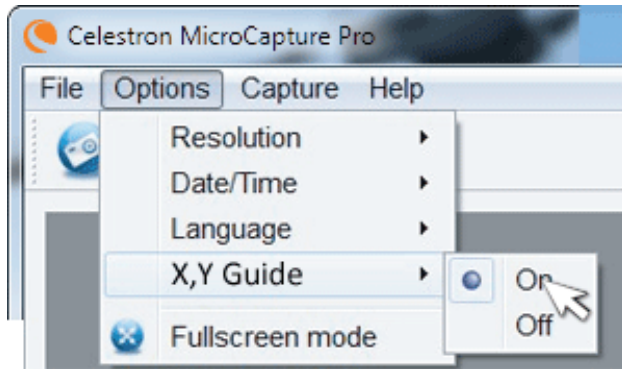 Celestron MicroCapture Pro
File Options Capture Help
Resolution
Date/Time
Language
X,Y Guide
On
Off
Fullscreen mode